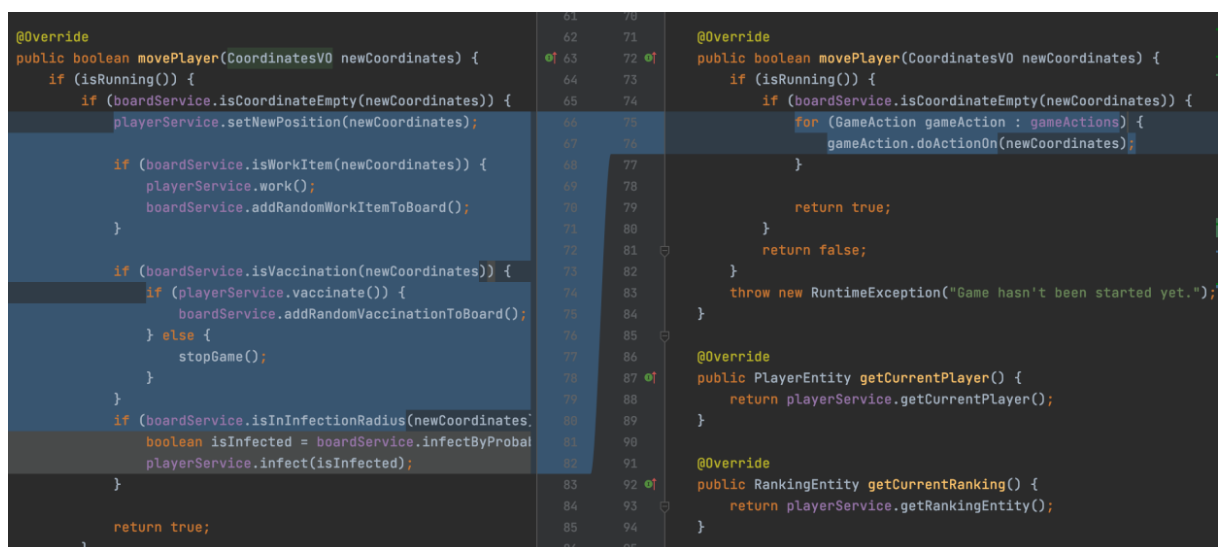 @Override
public boolean movePlayer(CoordinatesVO newCoordinates) {
if (isRunning()) {
if (boardService.isCoordinateEmpty(newCoordinates)) {
playerService.setNewPosition(newCoordinates);
if (boardService.isWorkItem(newCoordinates)) {
playerService.work();
boardService.addRandomWorkItemToBoard();
}
if (boardService.isVaccination(newCoordinates)) {
if (playerService.vaccinate()) {
boardService.addRandomVaccinationToBoard();
} else {
stopGame();
}
}
if (boardService.isInInfectionRadius(newCoordinates)
boolean isInfected = boardService.infectByProbab
playerService.infect(isInfected);
}
return true;
}
61 70
62 71
63 72
64 73
65 74
66 75
67 76
68 77
69 78
70 79
71 80
72 81
73 82
74 83
75 84
76 85
77 86
78 87
79 88
80 89
81 90
82 91
83 92
84 93
85 94
@Override
public boolean movePlayer(CoordinatesVO newCoordinates) {
if (isRunning()) {
if (boardService.isCoordinateEmpty(newCoordinates)) {
for (GameAction gameAction : gameActions) {
gameAction.doActionOn(newCoordinates);
}
return true;
}
return false;
}
throw new RuntimeException("Game hasn't been started yet.");
}
@Override
public PlayerEntity getCurrentPlayer() {
return playerService.getCurrentPlayer();
}
@Override
public RankingEntity getCurrentRanking() {
return playerService.getRankingEntity();
}